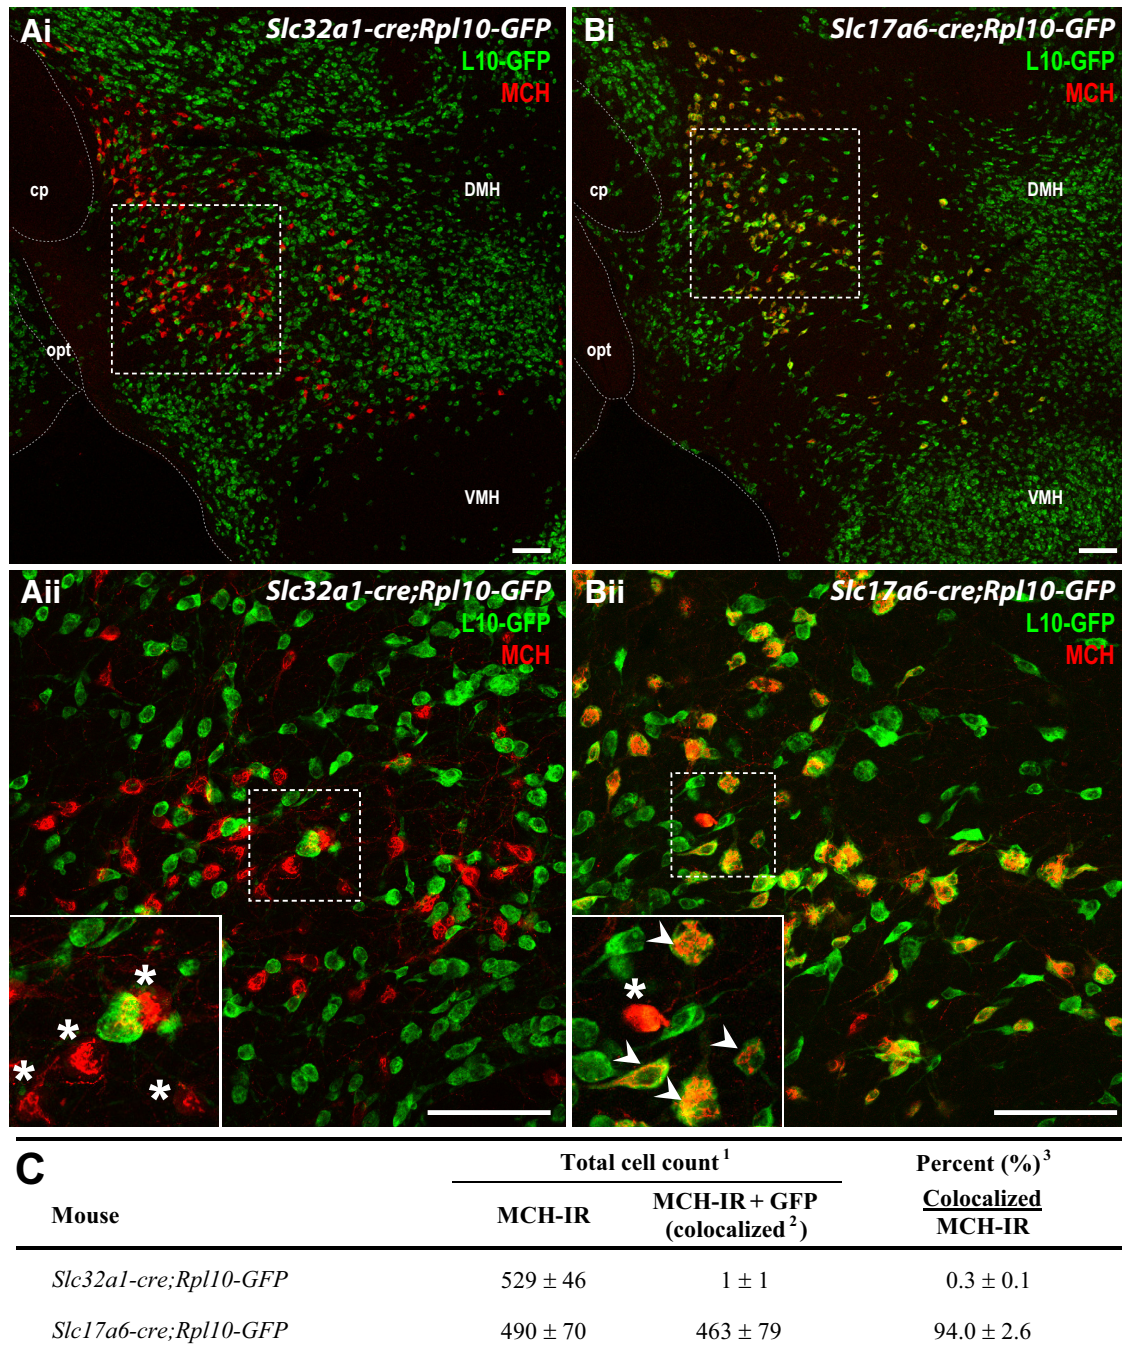 Ai
Slc32a1-cre;Rpl10-GFP
L10-GFP
MCH
cp
DMH
opt
VMH
Bi
Slc17a6-cre;Rpl10-GFP
L10-GFP
MCH
cp
DMH
opt
VMH
Aii
Slc32a1-cre;Rpl10-GFP
L10-GFP
MCH
* * * *
Bii
Slc17a6-cre;Rpl10-GFP
L10-GFP
MCH
*
C
Total cell count 1 Percent (%) 3
Mouse MCH-IR MCH-IR + GFP (colocalized 2) Colocalized MCH-IR
Slc32a1-cre;Rpl10-GFP 529 ± 46 1 ± 1 0.3 ± 0.1
Slc17a6-cre;Rpl10-GFP 490 ± 70 463 ± 79 94.0 ± 2.6